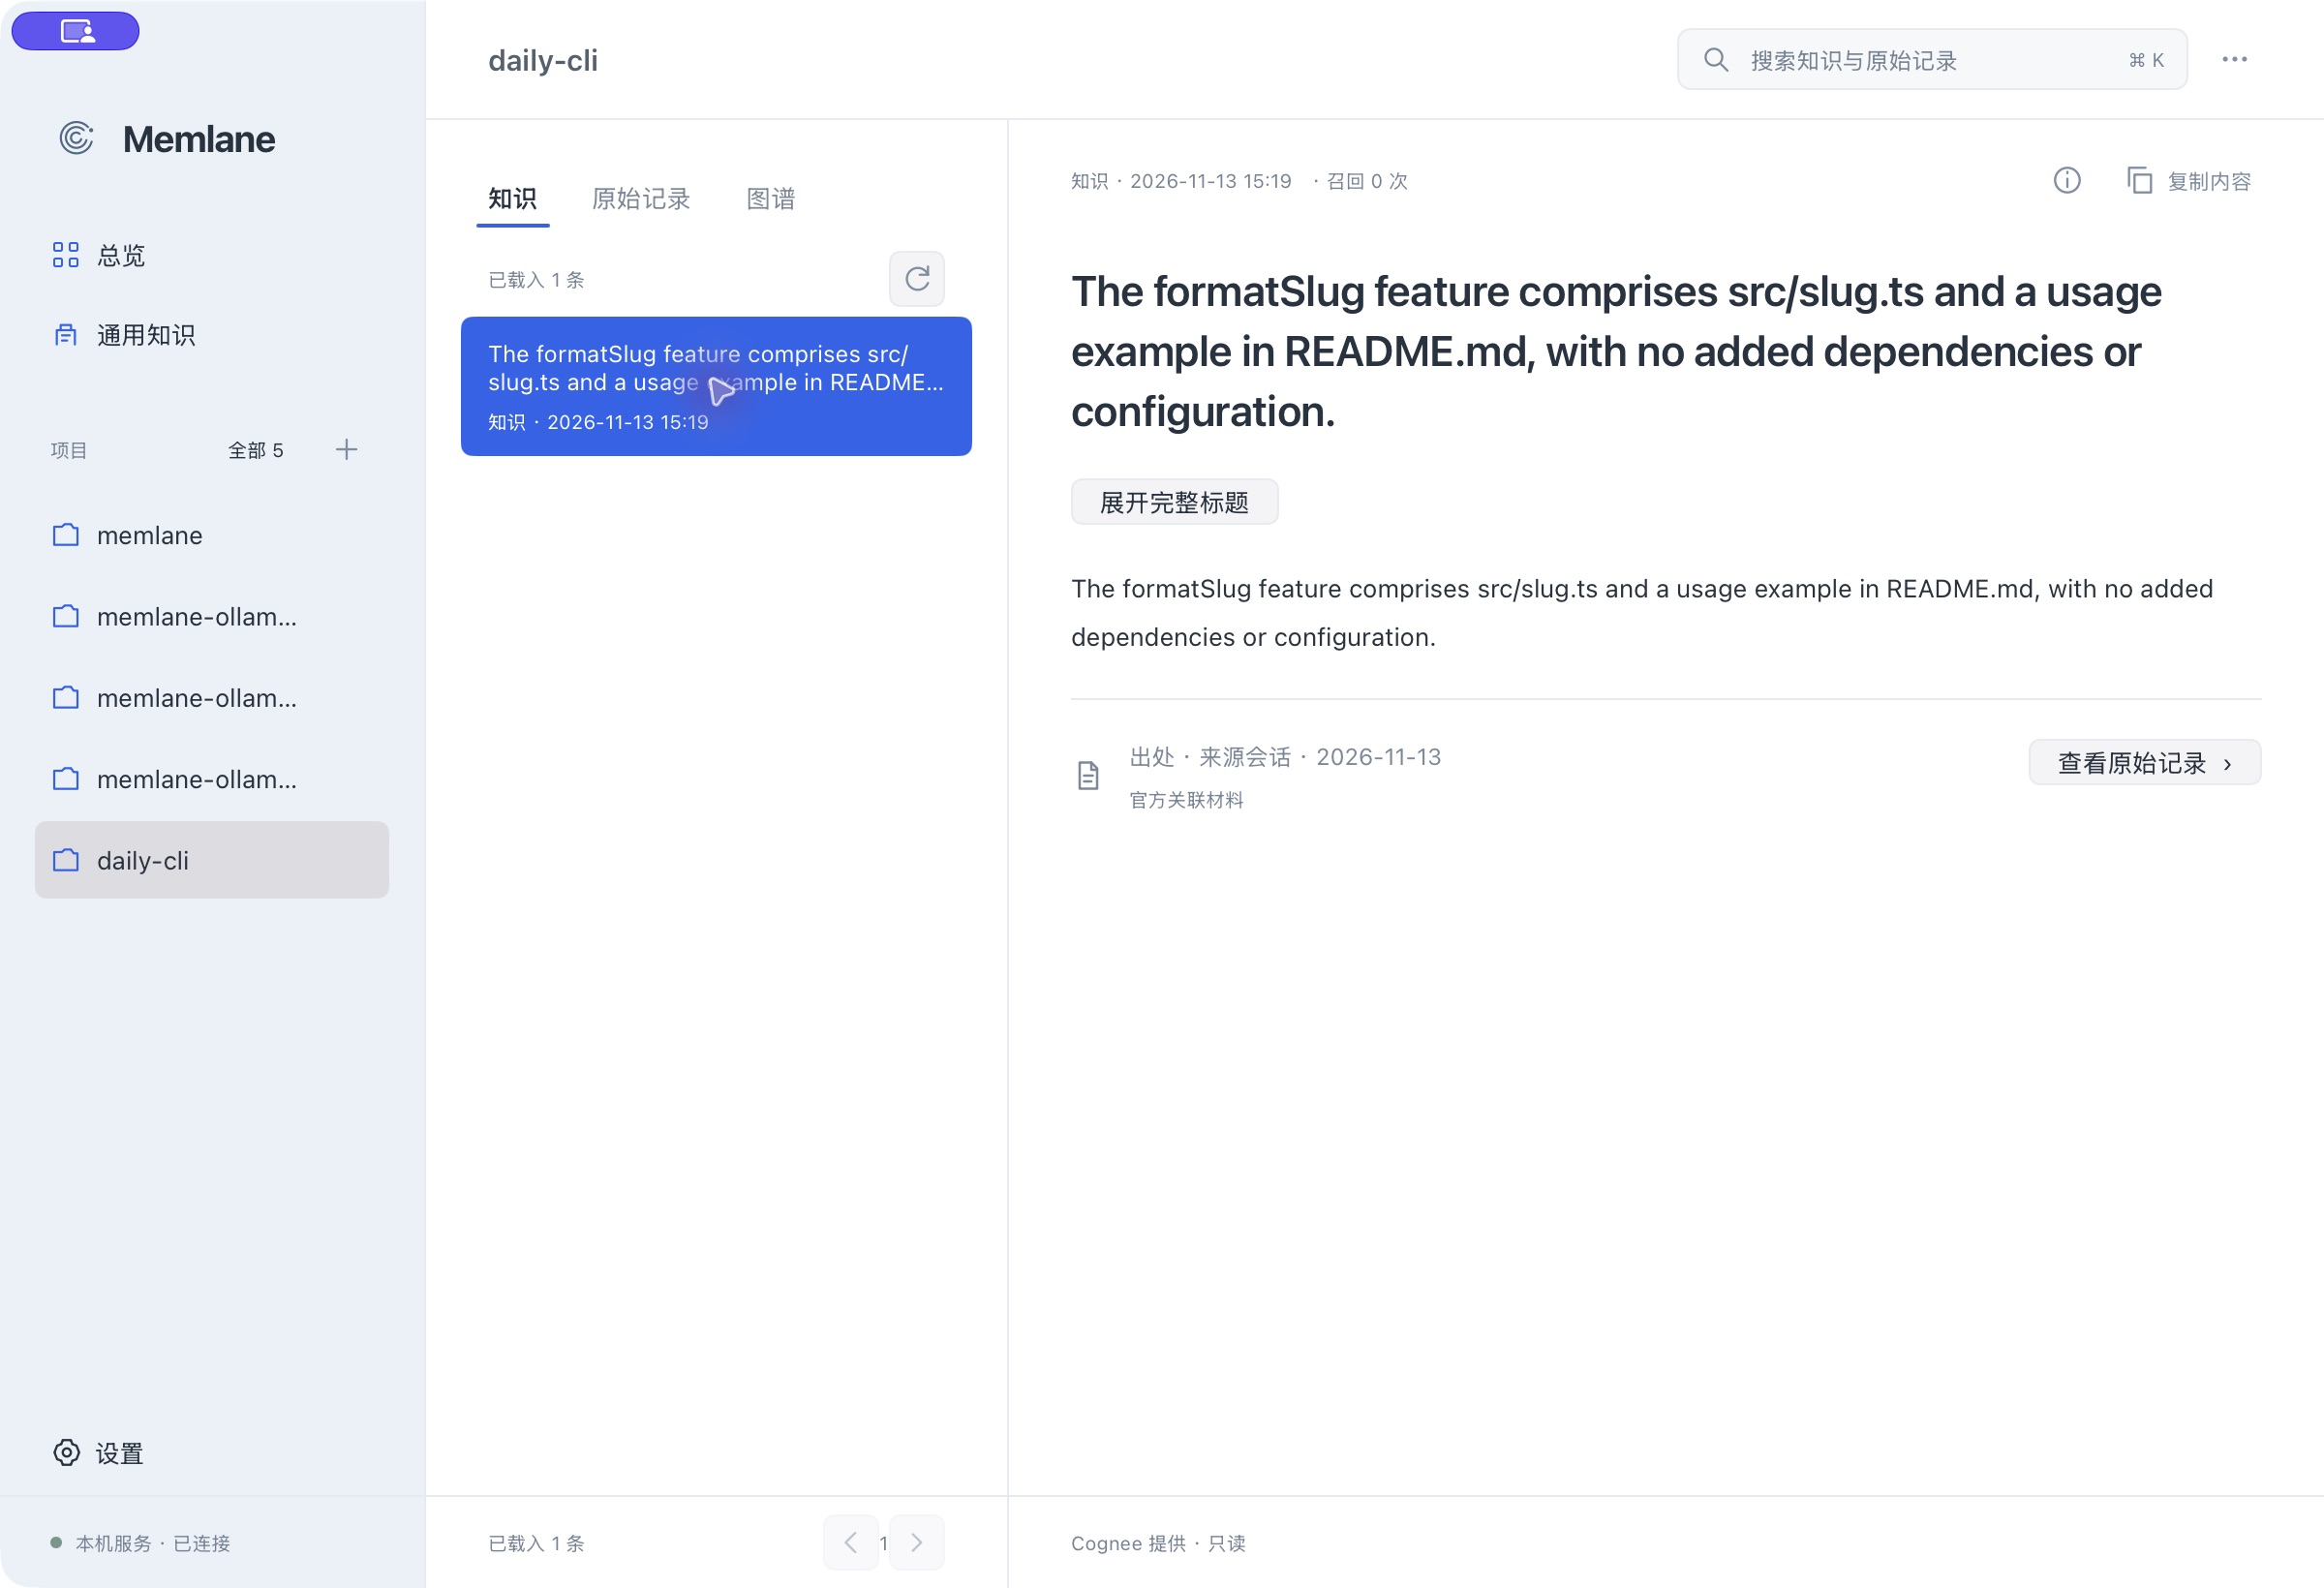 Memlane
总览
通用知识
项目 全部 5
memlane
memlane-ollam...
memlane-ollam...
memlane-ollam...
daily-cli
设置
本机服务 · 已连接
daily-cli
搜索知识与原始记录 ⌘ K
知识 原始记录 图谱
已载入 1 条
The formatSlug feature comprises src/
slug.ts and a usage example in README...
知识 · 2026-11-13 15:19
已载入 1 条 1
知识 · 2026-11-13 15:19 · 召回 0 次
复制内容
The formatSlug feature comprises src/slug.ts and a usage
example in README.md, with no added dependencies or
configuration.
展开完整标题
The formatSlug feature comprises src/slug.ts and a usage example in README.md, with no added
dependencies or configuration.
出处 · 来源会话 · 2026-11-13
官方关联材料
查看原始记录 ›
Cognee 提供 · 只读